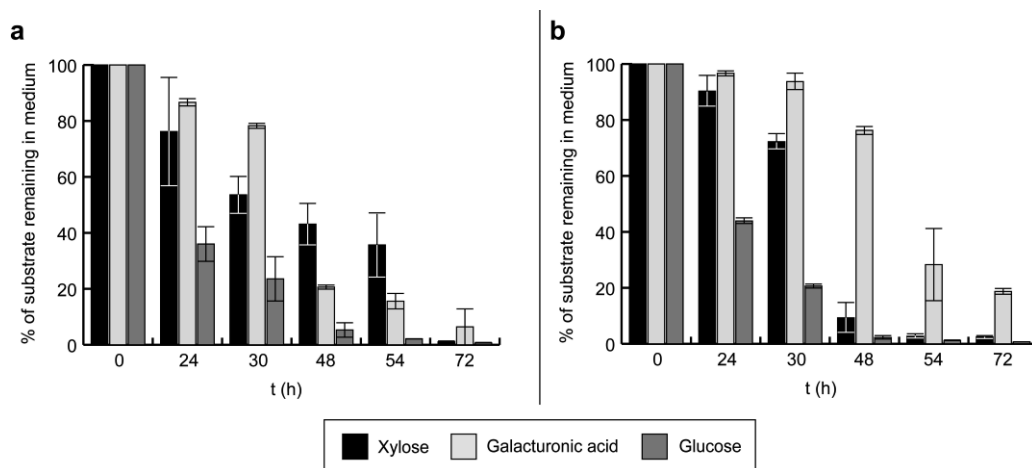 a
% of substrate remaining in medium
100
80
60
40
20
0
0 24 30 48 54 72
t (h)
b
% of substrate remaining in medium
100
80
60
40
20
0
0 24 30 48 54 72
t (h)
Xylose Galacturonic acid Glucose